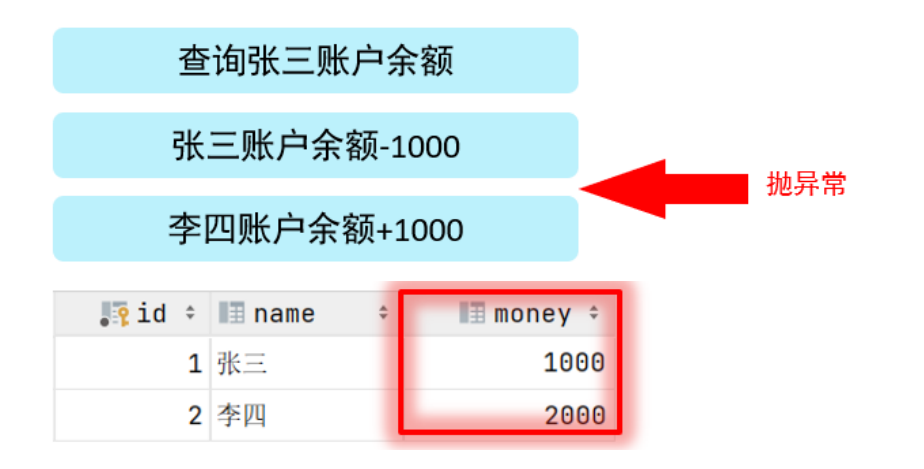 查询张三账户余额
张三账户余额-1000
抛异常
李四账户余额+1000
id name money
1 张三 1000
2 李四 2000